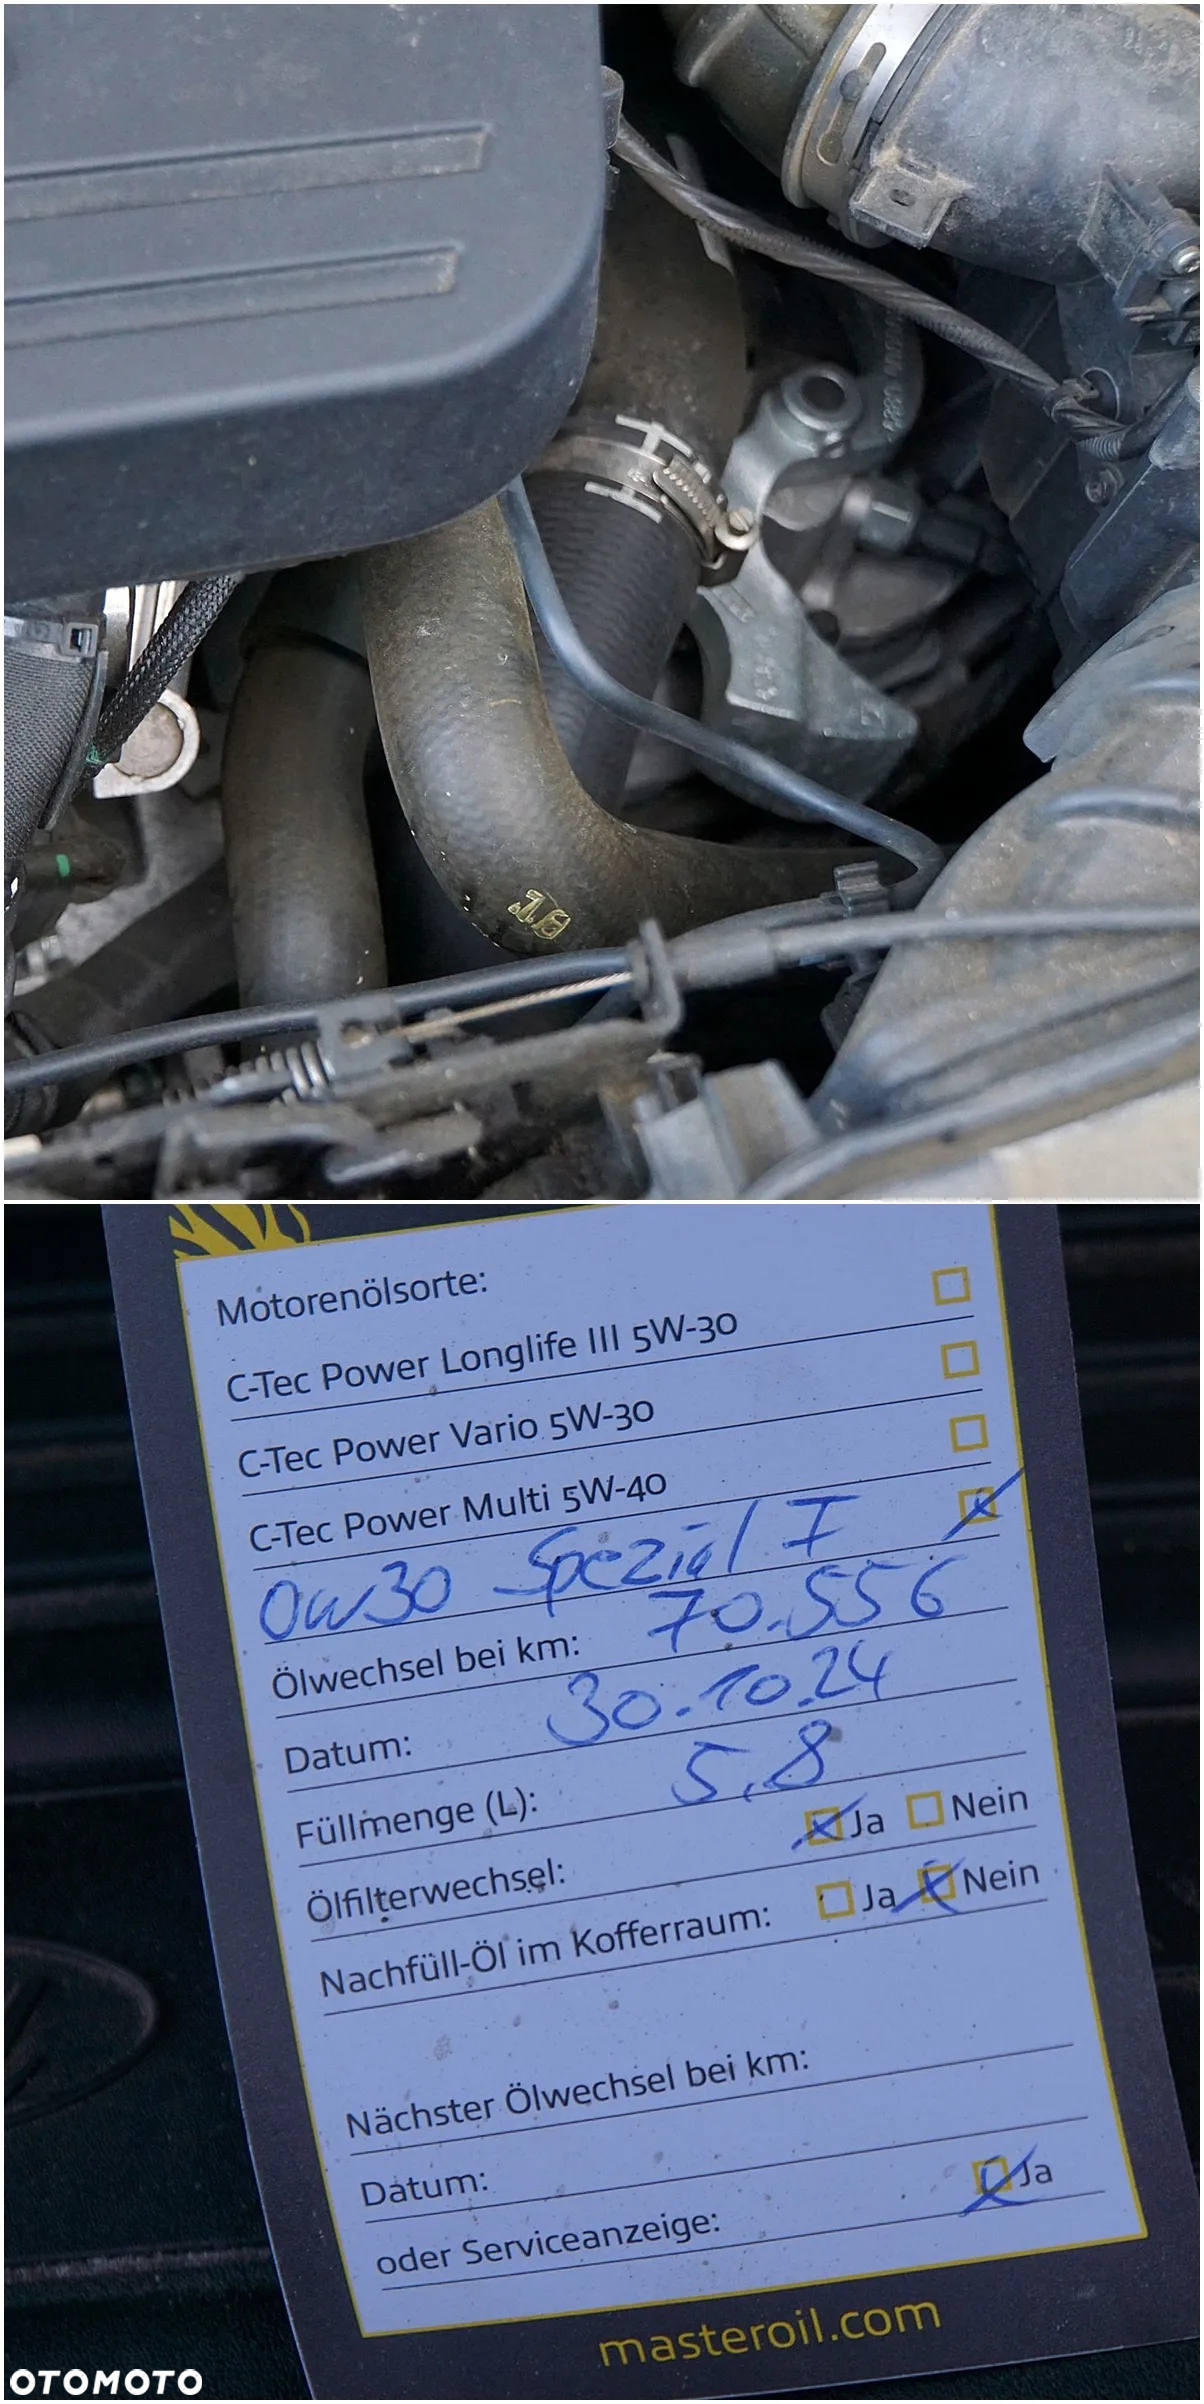 Motorenölsorte:
C-Tec Power Longlife III 5W-30
C-Tec Power Vario 5W-30
C-Tec Power Multi 5W-40
0W30 Spezial F
Ölwechsel bei km: 70.556
Datum: 30.10.24
Füllmenge (L): 5,8
Ölfilterwechsel: Ja Nein
Nachfüll-Öl im Kofferraum: Ja Nein
Nächster Ölwechsel bei km:
Datum:
oder Serviceanzeige: Ja
masteroil.com
OTOMOTO